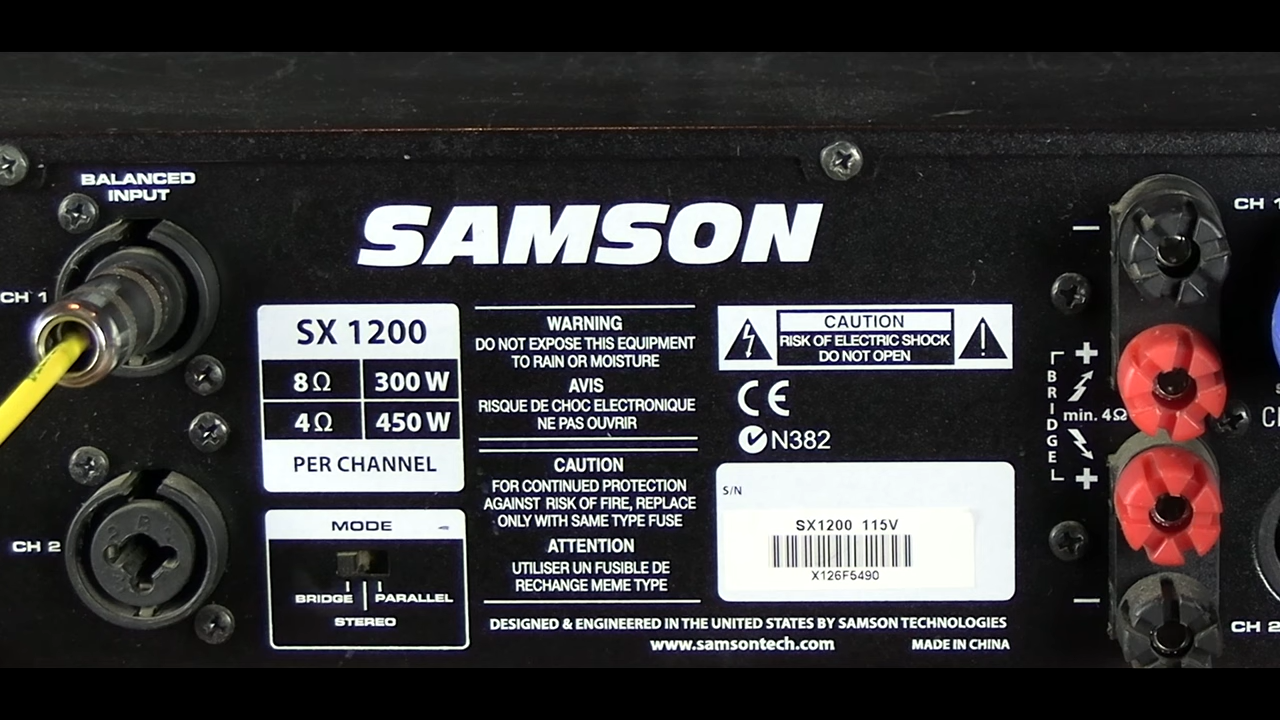 BALANCED
INPUT
CH 1
CH 2
SAMSON
SX 1200
8Ω 300 W
4Ω 450 W
PER CHANNEL
MODE
BRIDGE PARALLEL
STEREO
WARNING
DO NOT EXPOSE THIS EQUIPMENT
TO RAIN OR MOISTURE
AVIS
RISQUE DE CHOC ELECTRONIQUE
NE PAS OUVRIR
CAUTION
FOR CONTINUED PROTECTION
AGAINST RISK OF FIRE, REPLACE
ONLY WITH SAME TYPE FUSE
ATTENTION
UTILISER UN FUSIBLE DE
RECHANGE MEME TYPE
CAUTION
RISK OF ELECTRIC SHOCK
DO NOT OPEN
CE
N382
S/N
SX1200 115V
X126F5490
DESIGNED & ENGINEERED IN THE UNITED STATES BY SAMSON TECHNOLOGIES
www.samsontech.com MADE IN CHINA
−
+
BRIDGE
min. 4Ω
+
−
CH 1
CH 2